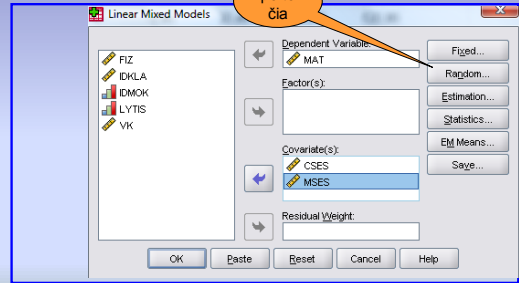 Linear Mixed Models
čia
FIZ
IDKLA
IDMOK
LYTIS
VK
Dependent Variable:
MAT
Factor(s):
Covariate(s):
CSES
MSES
Residual Weight:
Fixed...
Random...
Estimation...
Statistics...
EM Means...
Save...
OK
Paste
Reset
Cancel
Help